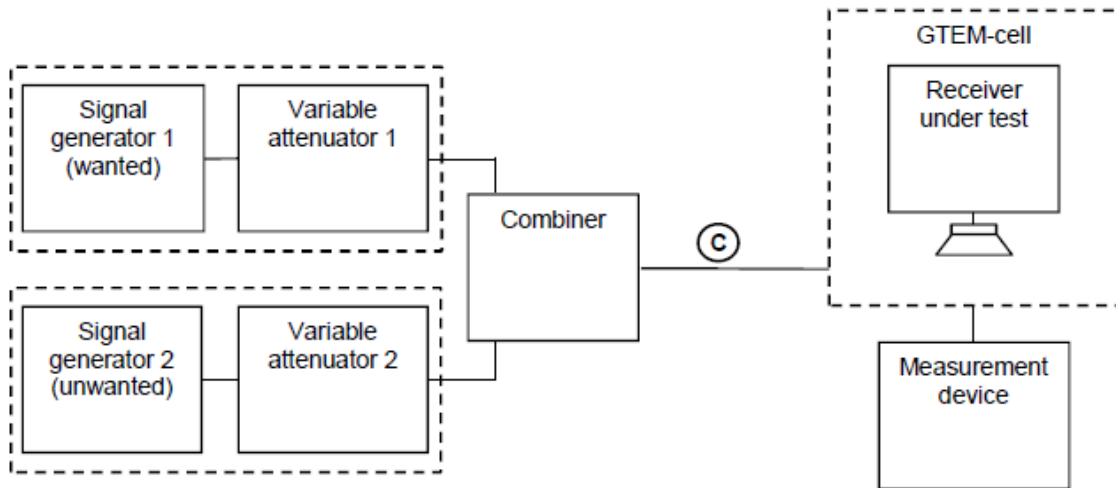 GTEM-cell
Signal
generator 1
(wanted)
Variable
attenuator 1
Receiver
under test
Combiner
C
Signal
generator 2
(unwanted)
Variable
attenuator 2
Measurement
device